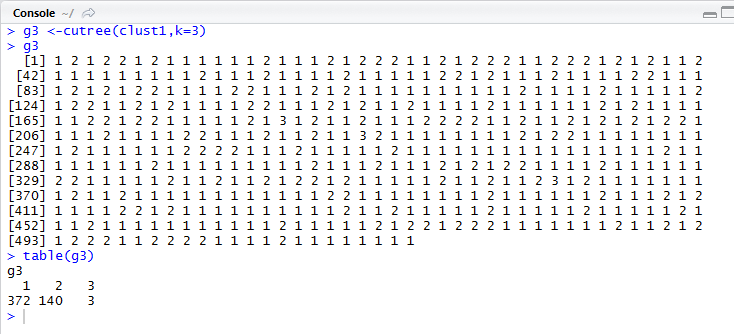 Console ~/
> g3 <-cutree(clust1,k=3)
> g3
[1] 1 2 1 2 2 1 2 1 1 1 1 1 1 2 1 1 1 2 1 2 2 2 1 1 2 1 2 2 2 1 1 2 2 2 1 2 1 2 1 1 2
[42] 1 1 1 1 1 1 1 1 1 2 1 1 1 2 1 1 1 1 2 1 1 1 1 2 2 1 2 1 1 1 2 1 1 1 1 2 1 2 2 1 1 1
[83] 1 2 1 1 1 2 1 2 1 1 1 2 2 1 1 1 2 1 2 1 1 1 1 1 1 1 1 2 1 1 1 2 1 1 2 1 1 1 1 1 2
[124] 1 2 2 1 1 2 1 2 1 1 1 1 2 2 1 1 1 2 1 2 1 1 2 1 1 1 1 2 1 1 1 1 1 1 1 1 1 1 1 1 1
[165] 1 1 2 2 1 2 2 1 1 1 1 1 2 1 3 1 2 1 1 2 1 1 1 2 2 2 2 1 1 2 1 1 1 2 1 2 1 2 2 1
[206] 1 1 1 2 1 1 1 1 2 2 1 1 1 2 1 1 2 1 1 3 2 1 1 1 1 1 1 1 1 2 1 2 2 1 1 1 1 1 1 1 1
[247] 1 2 1 1 1 1 1 1 2 2 2 2 1 1 1 2 1 1 1 1 1 2 1 1 1 1 1 1 1 1 1 1 1 1 1 1 1 1 2 1 1
[288] 1 1 1 1 1 1 2 1 1 1 1 1 1 1 1 1 2 1 1 1 2 1 1 1 2 1 2 1 2 2 1 1 1 1 2 1 1 1 1 1 1
[329] 2 2 1 1 1 1 1 2 1 1 2 1 1 2 1 2 2 1 2 1 1 1 1 1 2 1 1 2 1 1 2 3 1 2 1 1 1 1 1 1 1
[370] 1 2 1 1 2 1 1 1 1 1 1 1 1 1 1 1 1 2 2 1 1 1 1 1 1 1 1 2 1 1 1 1 1 1 2 1 1 1 2 1 2
[411] 1 1 1 1 2 2 1 2 1 1 1 1 1 1 1 1 2 1 1 2 1 1 1 1 1 1 2 1 1 1 1 1 2 1 1 1 1 1 2 1
[452] 1 1 2 1 1 1 1 1 1 2 1 1 1 1 1 1 1 1 1 2 1 2 2 1 2 2 2 1 1 1 1 1 1 1 2 1 1 1 2 1 2
[493] 1 2 2 2 1 1 2 2 2 2 1 1 1 1 2 1 1 1 1 1 1 1 1
> table(g3)
g3
1 2 3
372 140 3
>